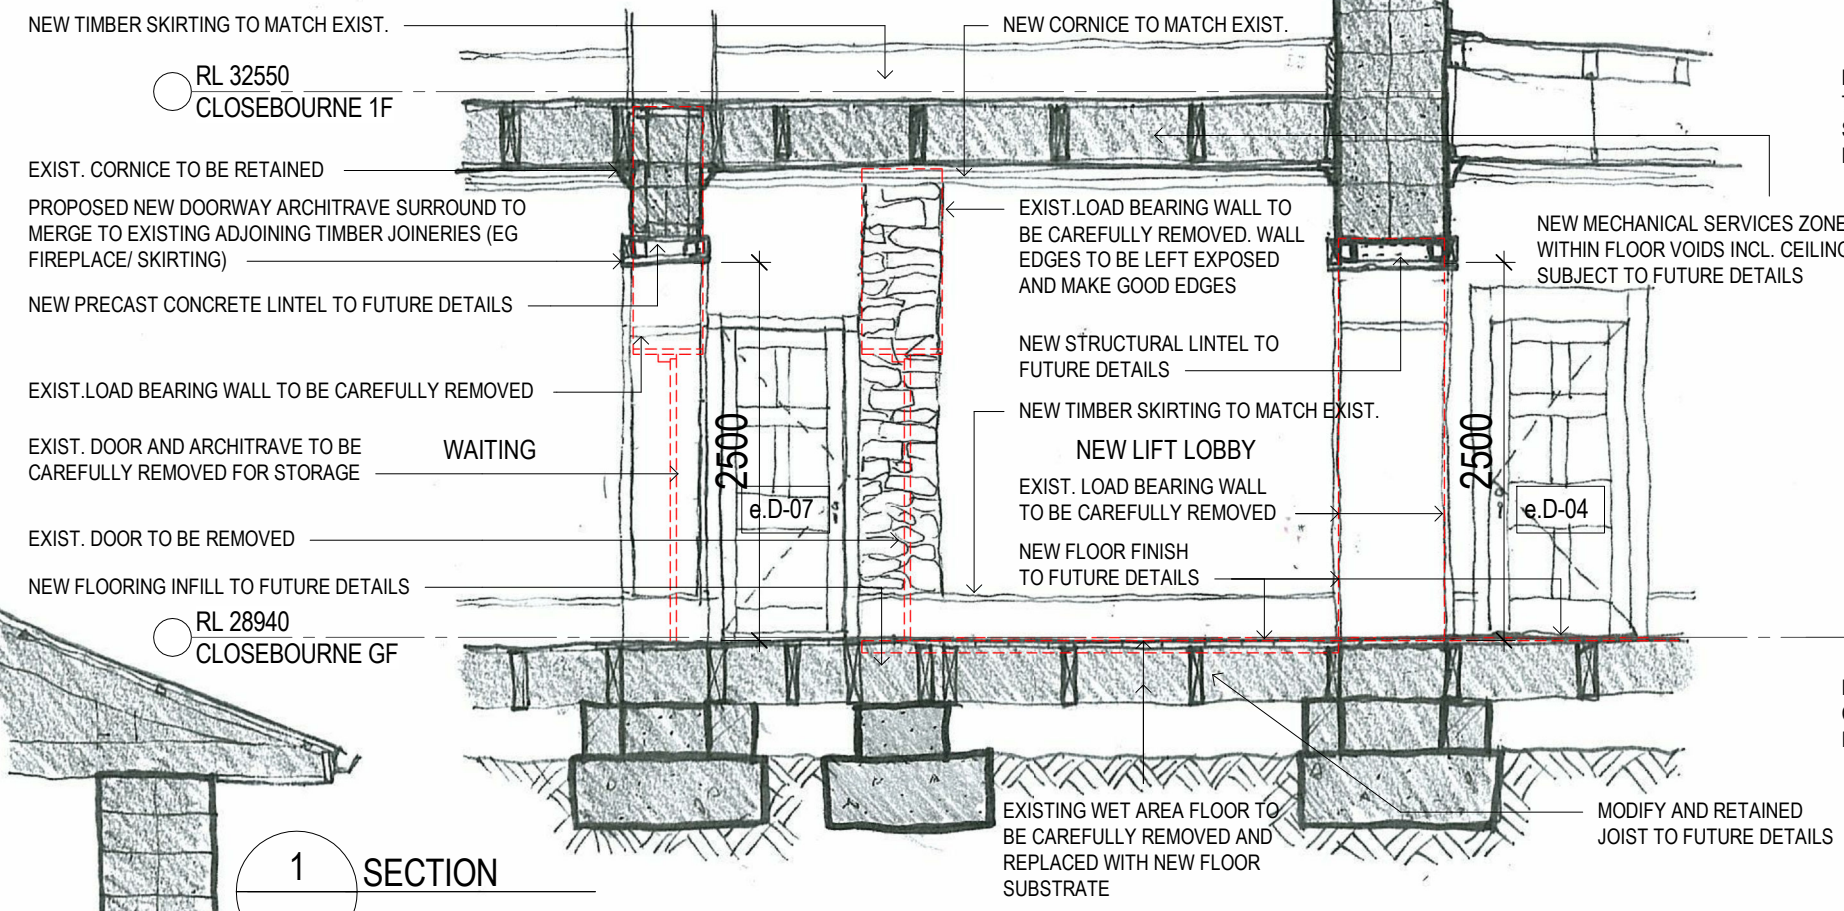 NEW TIMBER SKIRTING TO MATCH EXIST.
NEW CORNICE TO MATCH EXIST.
RL 32550
CLOSEBOURNE 1F
EXIST. CORNICE TO BE RETAINED
PROPOSED NEW DOORWAY ARCHITRAVE SURROUND TO
MERGE TO EXISTING ADJOINING TIMBER JOINERIES (EG
FIREPLACE/ SKIRTING)
NEW PRECAST CONCRETE LINTEL TO FUTURE DETAILS
EXIST.LOAD BEARING WALL TO BE CAREFULLY REMOVED
EXIST. DOOR AND ARCHITRAVE TO BE
CAREFULLY REMOVED FOR STORAGE
EXIST. DOOR TO BE REMOVED
NEW FLOORING INFILL TO FUTURE DETAILS
RL 28940
CLOSEBOURNE GF
WAITING
2500
e.D-07
EXIST.LOAD BEARING WALL TO
BE CAREFULLY REMOVED. WALL
EDGES TO BE LEFT EXPOSED
AND MAKE GOOD EDGES
NEW STRUCTURAL LINTEL TO
FUTURE DETAILS
NEW TIMBER SKIRTING TO MATCH EXIST.
NEW LIFT LOBBY
EXIST. LOAD BEARING WALL
TO BE CAREFULLY REMOVED
NEW FLOOR FINISH
TO FUTURE DETAILS
NEW MECHANICAL SERVICES ZONE
WITHIN FLOOR VOIDS INCL. CEILING
SUBJECT TO FUTURE DETAILS
2500
e.D-04
EXISTING WET AREA FLOOR TO
BE CAREFULLY REMOVED AND
REPLACED WITH NEW FLOOR
SUBSTRATE
MODIFY AND RETAINED
JOIST TO FUTURE DETAILS
1
SECTION